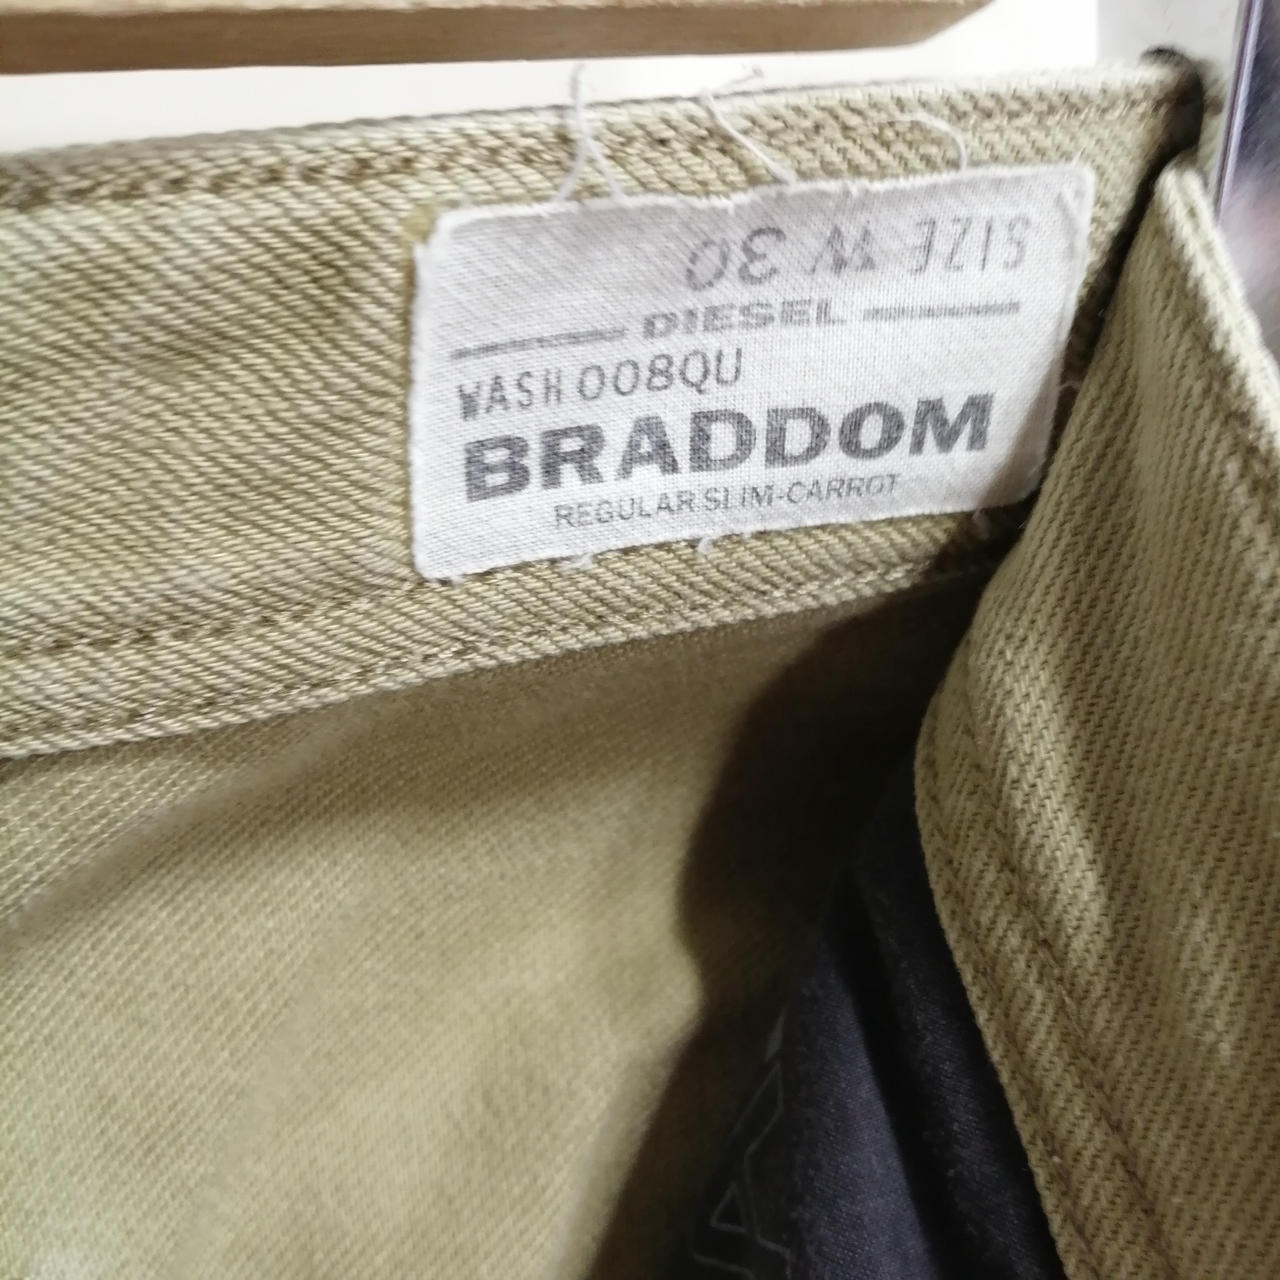 SIZE W 30
DIESEL
WASH 008QU
BRADDOM
REGULAR SLIM-CARROT